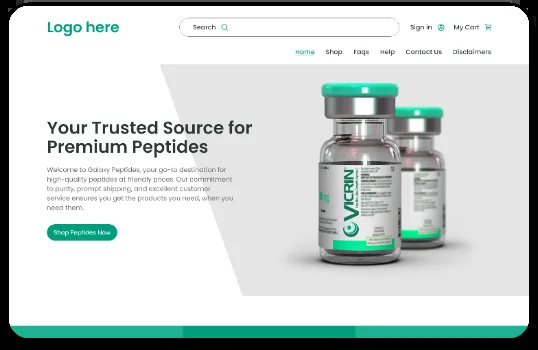 Logo here
Search
Sign in
My Cart
Home Shop Faqs Help Contact Us Disclaimers
Your Trusted Source for
Premium Peptides
Welcome to Galaxy Peptides, your go-to destination for
high-quality peptides at friendly prices. Our commitment
to purity, prompt shipping, and excellent customer
service ensures you get the products you need, when you
need them.
Shop Peptides Now
VICRIN